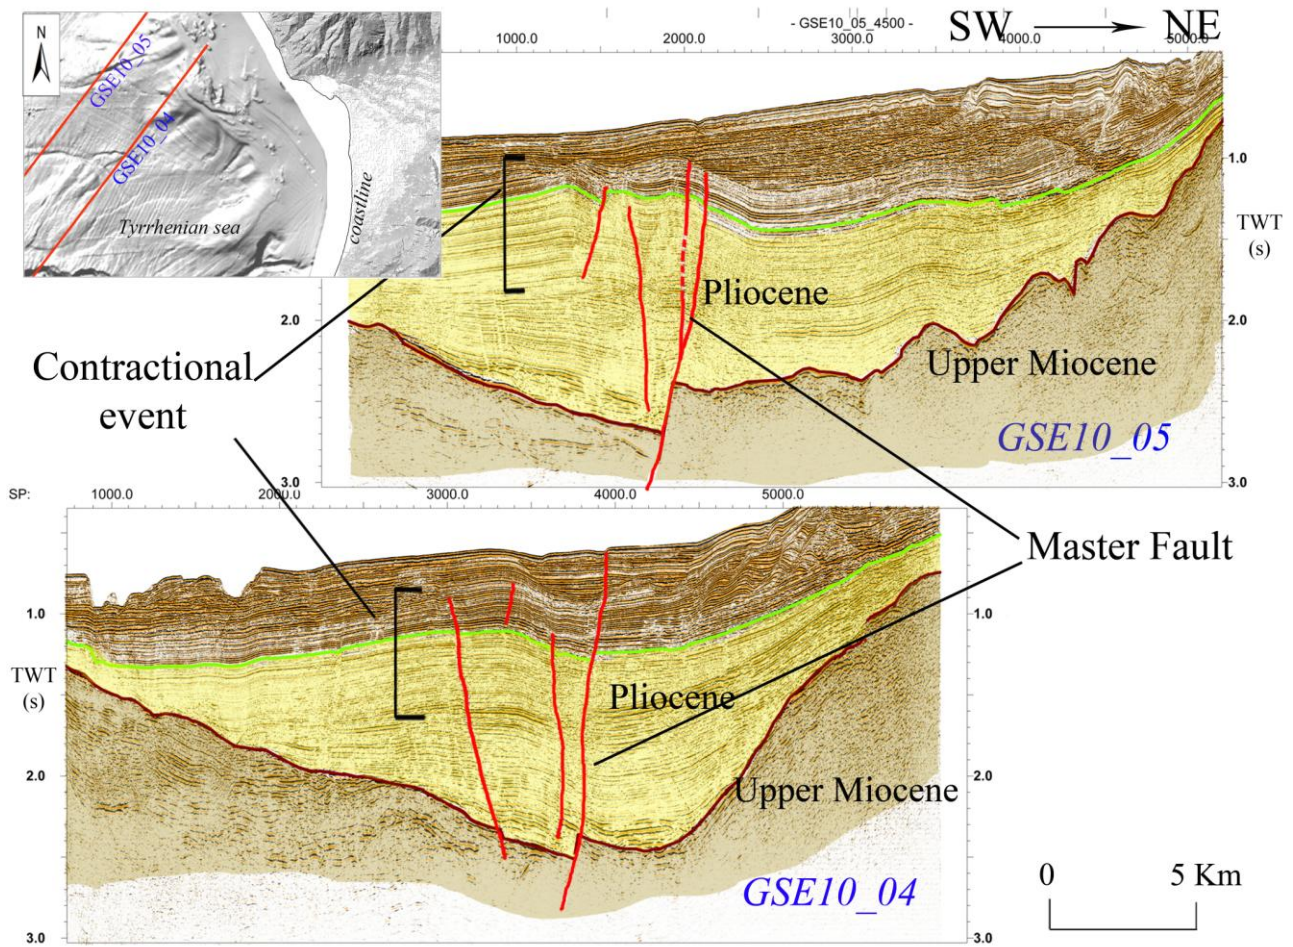 - GSE10_05_4500 -
SW NE
N
1000.0 2000.0 3000.0 4000.0 5000.0
GSE10_05
GSE10_04
Tyrrhenian sea
coastline
1.0
TWT
(s)
Pliocene
2.0 2.0
Upper Miocene
Contractional
event
GSE10_05
3.0 3.0
SP: 1000.0 2000.0 3000.0 4000.0 5000.0
Master Fault
1.0 1.0
TWT
(s)
Pliocene
2.0 2.0
Upper Miocene
GSE10_04
0 5 Km
3.0 3.0